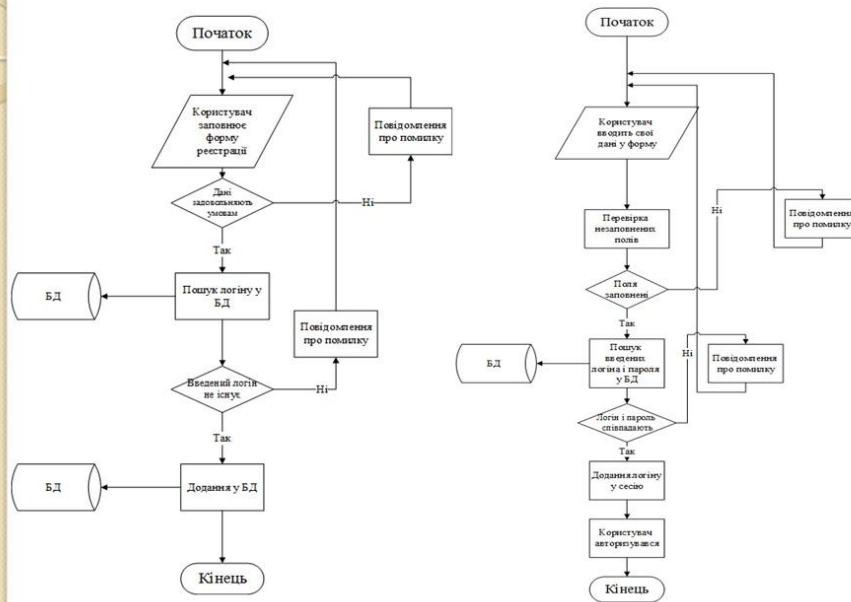 Початок
Користувач
заповнює
форму
реєстрації
Повідомлення
про помилку
Дані
задовольняють
умовам
Ні
Так
БД
Пошук логіну у
БД
Повідомлення
про помилку
Введений логін
не існує
Ні
Так
БД
Додання у БД
Кінець
Початок
Користувач
вводить свої
дані у форму
Ні
Перевірка
незаповнених
полів
Повідомлення
про помилку
Поля
заповнені
Так
БД
Пошук
введених
логіна і пароля
у БД
Ні
Повідомлення
про помилку
Логін і пароль
співпадають
Так
Додання логіну
у сесію
Користувач
авторизувався
Кінець